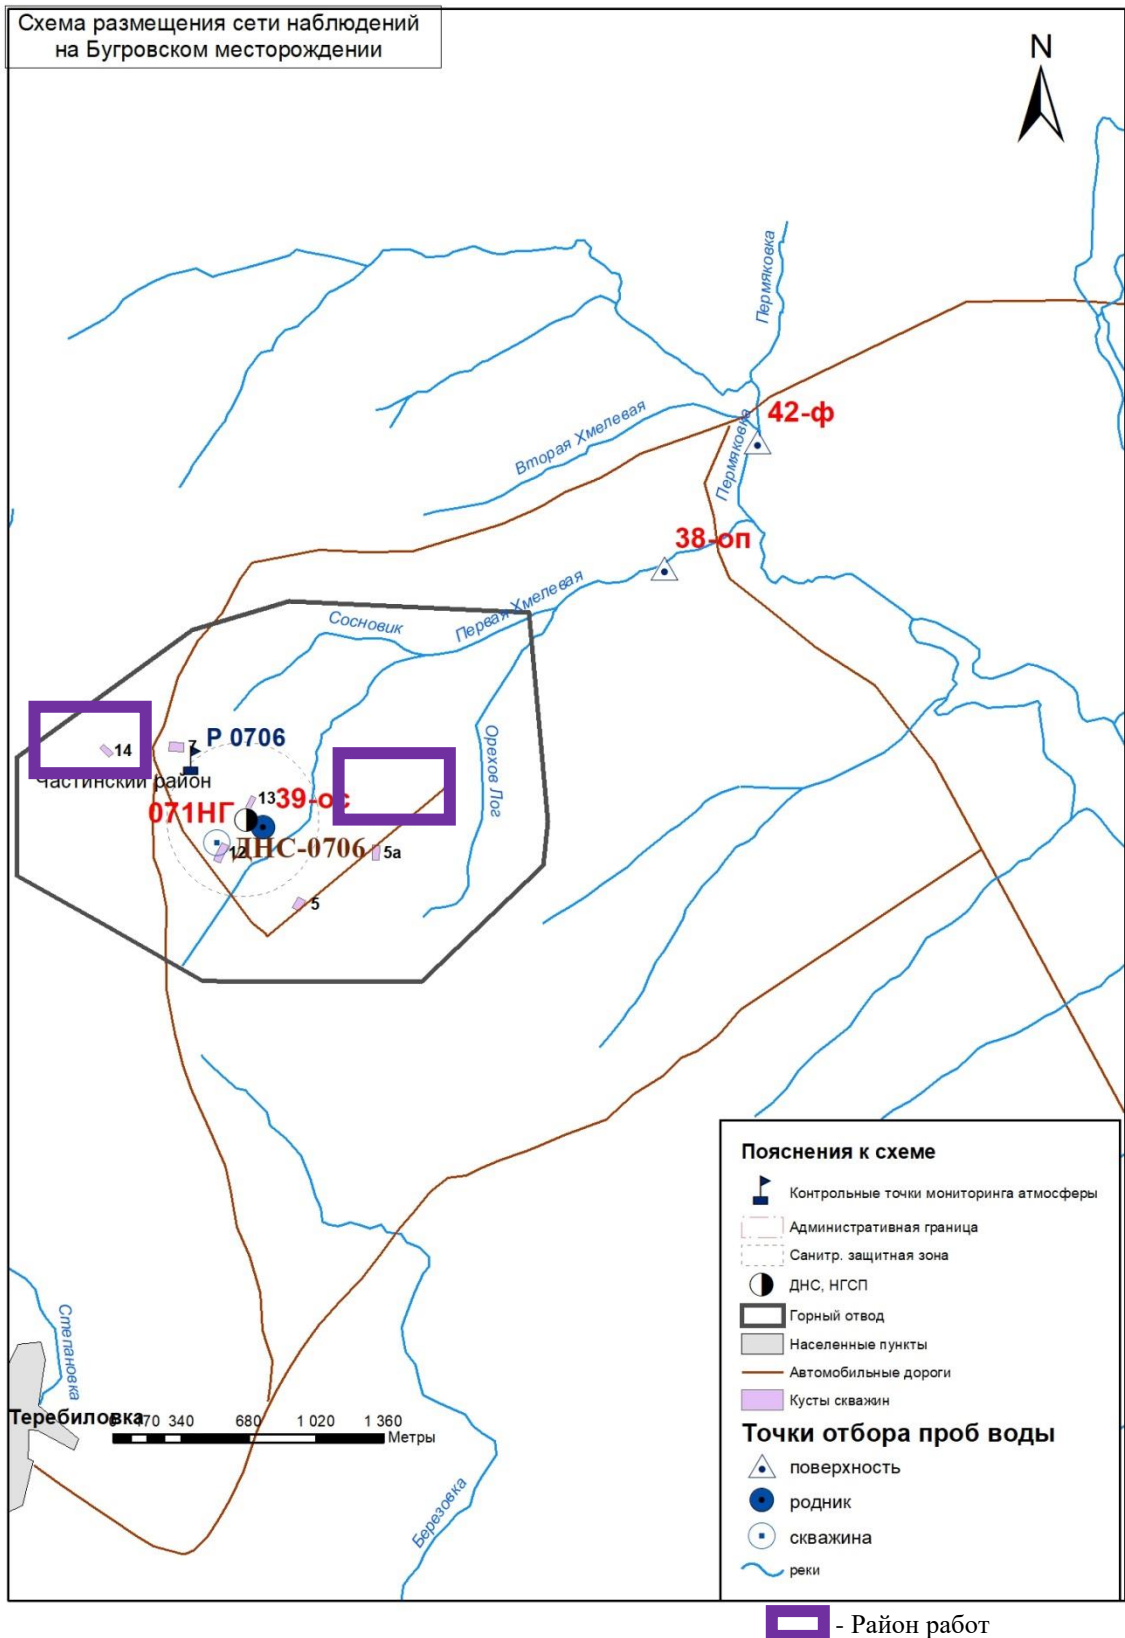 Схема размещения сети наблюдений
на Бугровском месторождении
N
Пермяковка
42-ф
Вторая Хмелевая
Пермяковка
38-оп
Первая Хмелевая
Сосновик
Орехов Лог
14
7
Р 0706
Частинский район
13
39-ос
071НГ
12
ДНС-0706
5а
5
Степановка
Теребиловка
0 170 340 680 1 020 1 360
Метры
Березовка
Пояснения к схеме
Контрольные точки мониторинга атмосферы
Административная граница
Санитр. защитная зона
ДНС, НГСП
Горный отвод
Населенные пункты
Автомобильные дороги
Кусты скважин
Точки отбора проб воды
поверхность
родник
скважина
реки
- Район работ